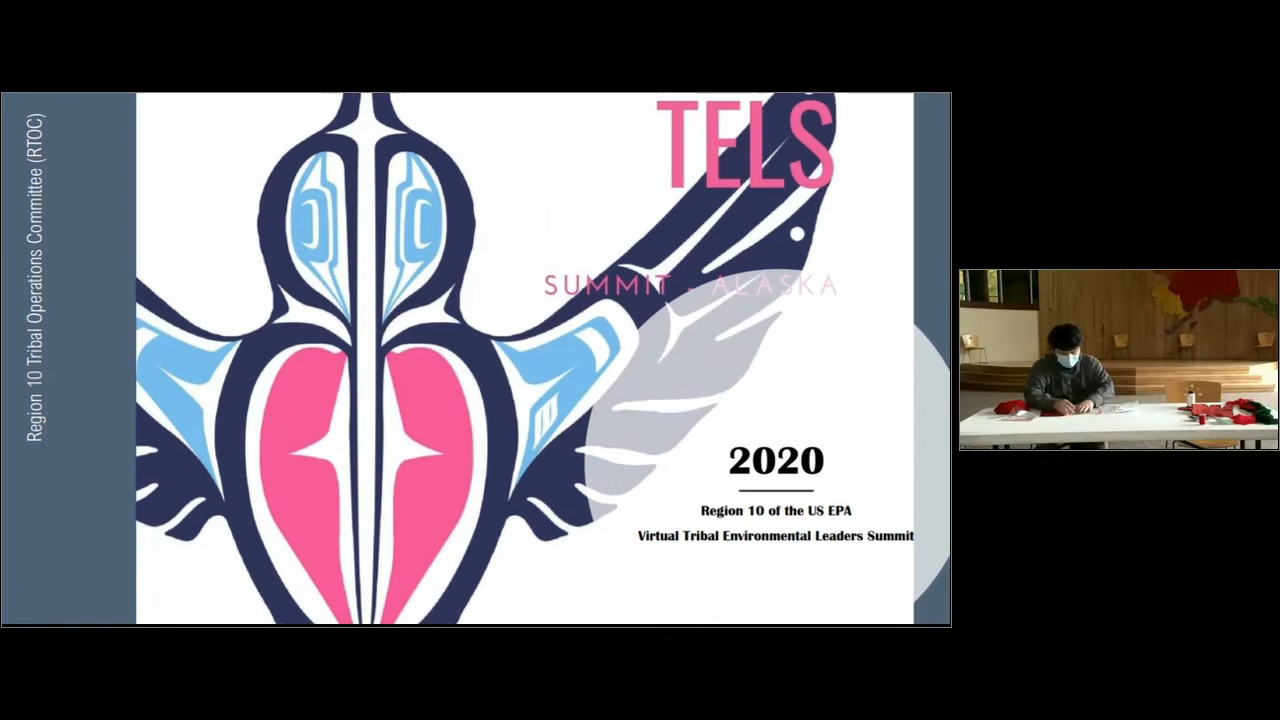 Region 10 Tribal Operations Committee (RTOC)
TELS
SUMMIT - ALASKA
2020
Region 10 of the US EPA
Virtual Tribal Environmental Leaders Summit